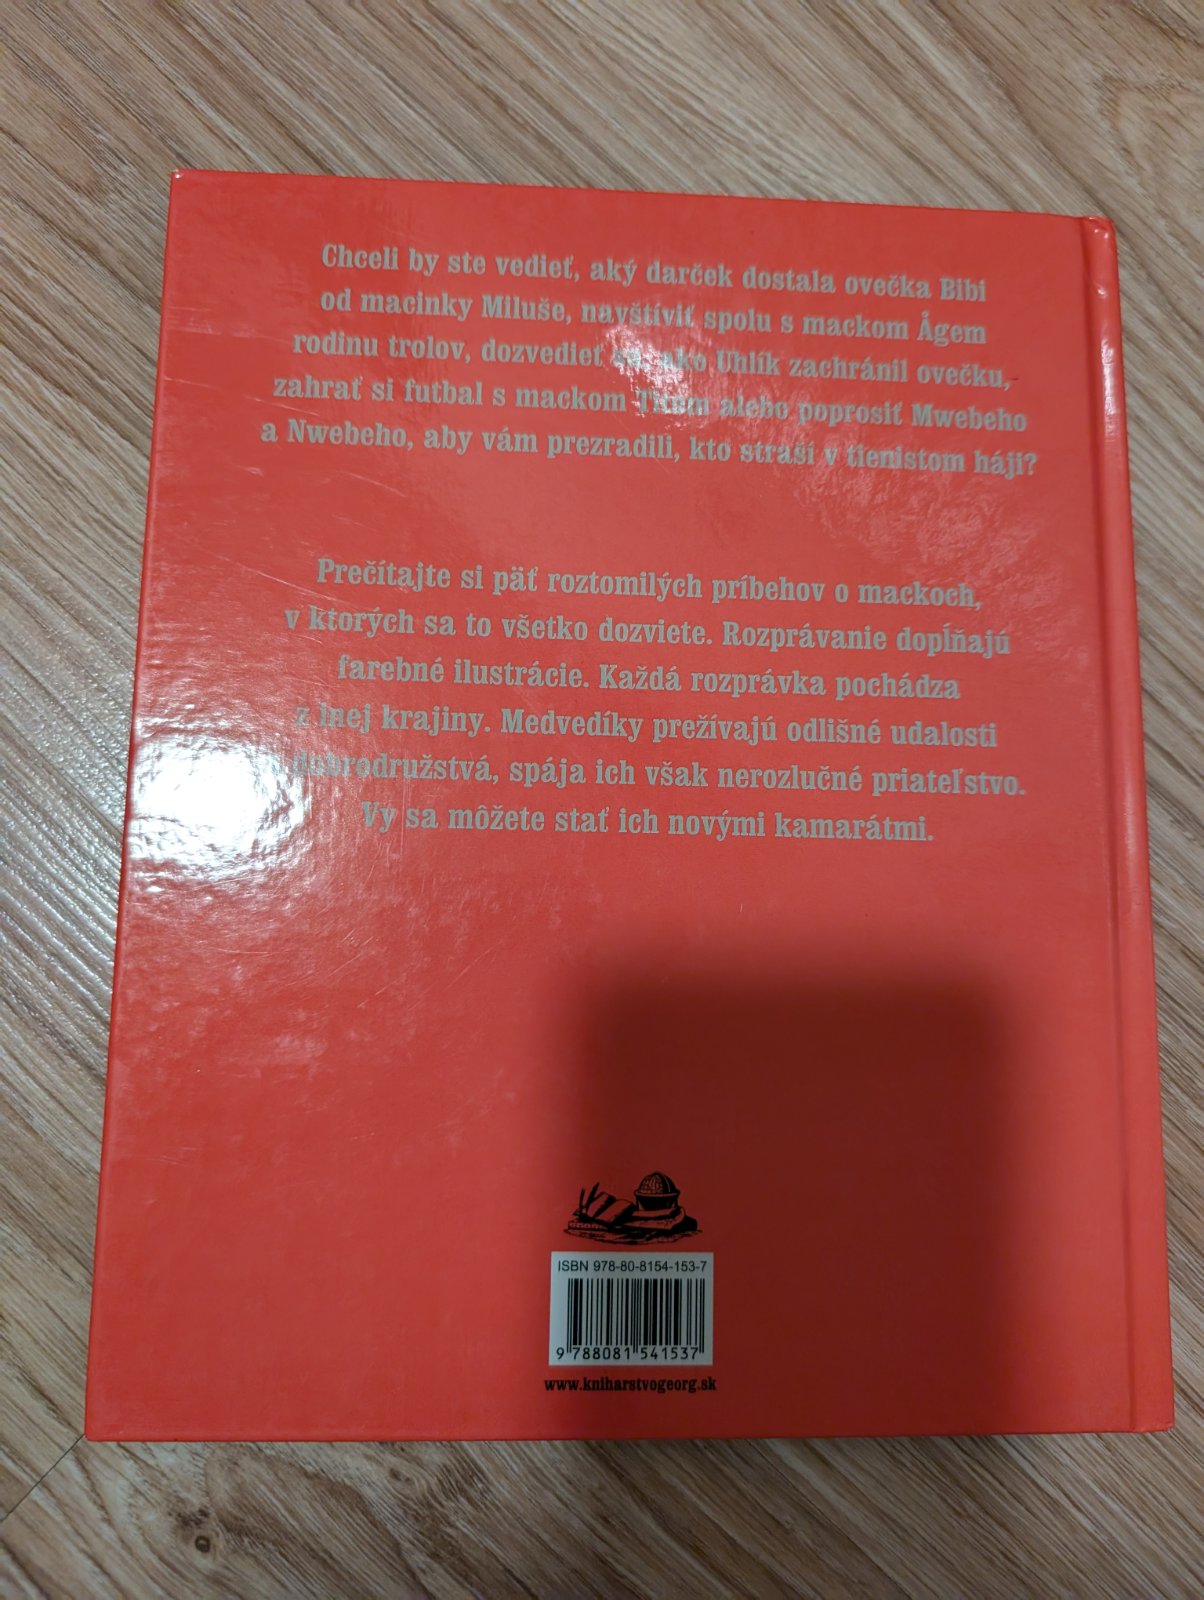 Chceli by ste vedieť, aký darček dostala ovečka Bibi
od macinky Miluše, navštíviť spolu s mackom Ågem
rodinu trolov, dozvedieť sa, ako Uhlík zachránil ovečku,
zahrať si futbal s mackom alebo poprosiť Mwebeho
a Nwebeho, aby vám prezradili, kto straší v tienistom háji?
Prečítajte si päť roztomilých príbehov o mackoch,
v ktorých sa to všetko dozviete. Rozprávanie dopĺňajú
farebné ilustrácie. Každá rozprávka pochádza
z inej krajiny. Medvedíky prežívajú odlišné udalosti
dobrodružstvá, spája ich však nerozlučné priateľstvo.
Vy sa môžete stať ich novými kamarátmi.
ISBN 978-80-8154-153-7
9 788081 541537
www.kniharstvogeorg.sk